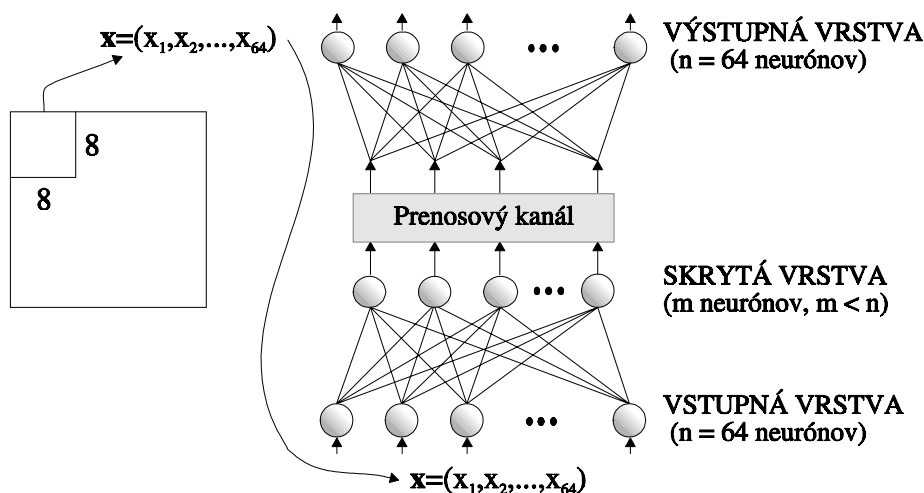 x=(x₁,x₂,...,x₆₄)
8
8
VÝSTUPNÁ VRSTVA
(n = 64 neurónov)
Prenosový kanál
SKRYTÁ VRSTVA
(m neurónov, m < n)
VSTUPNÁ VRSTVA
(n = 64 neurónov)
x=(x₁,x₂,...,x₆₄)